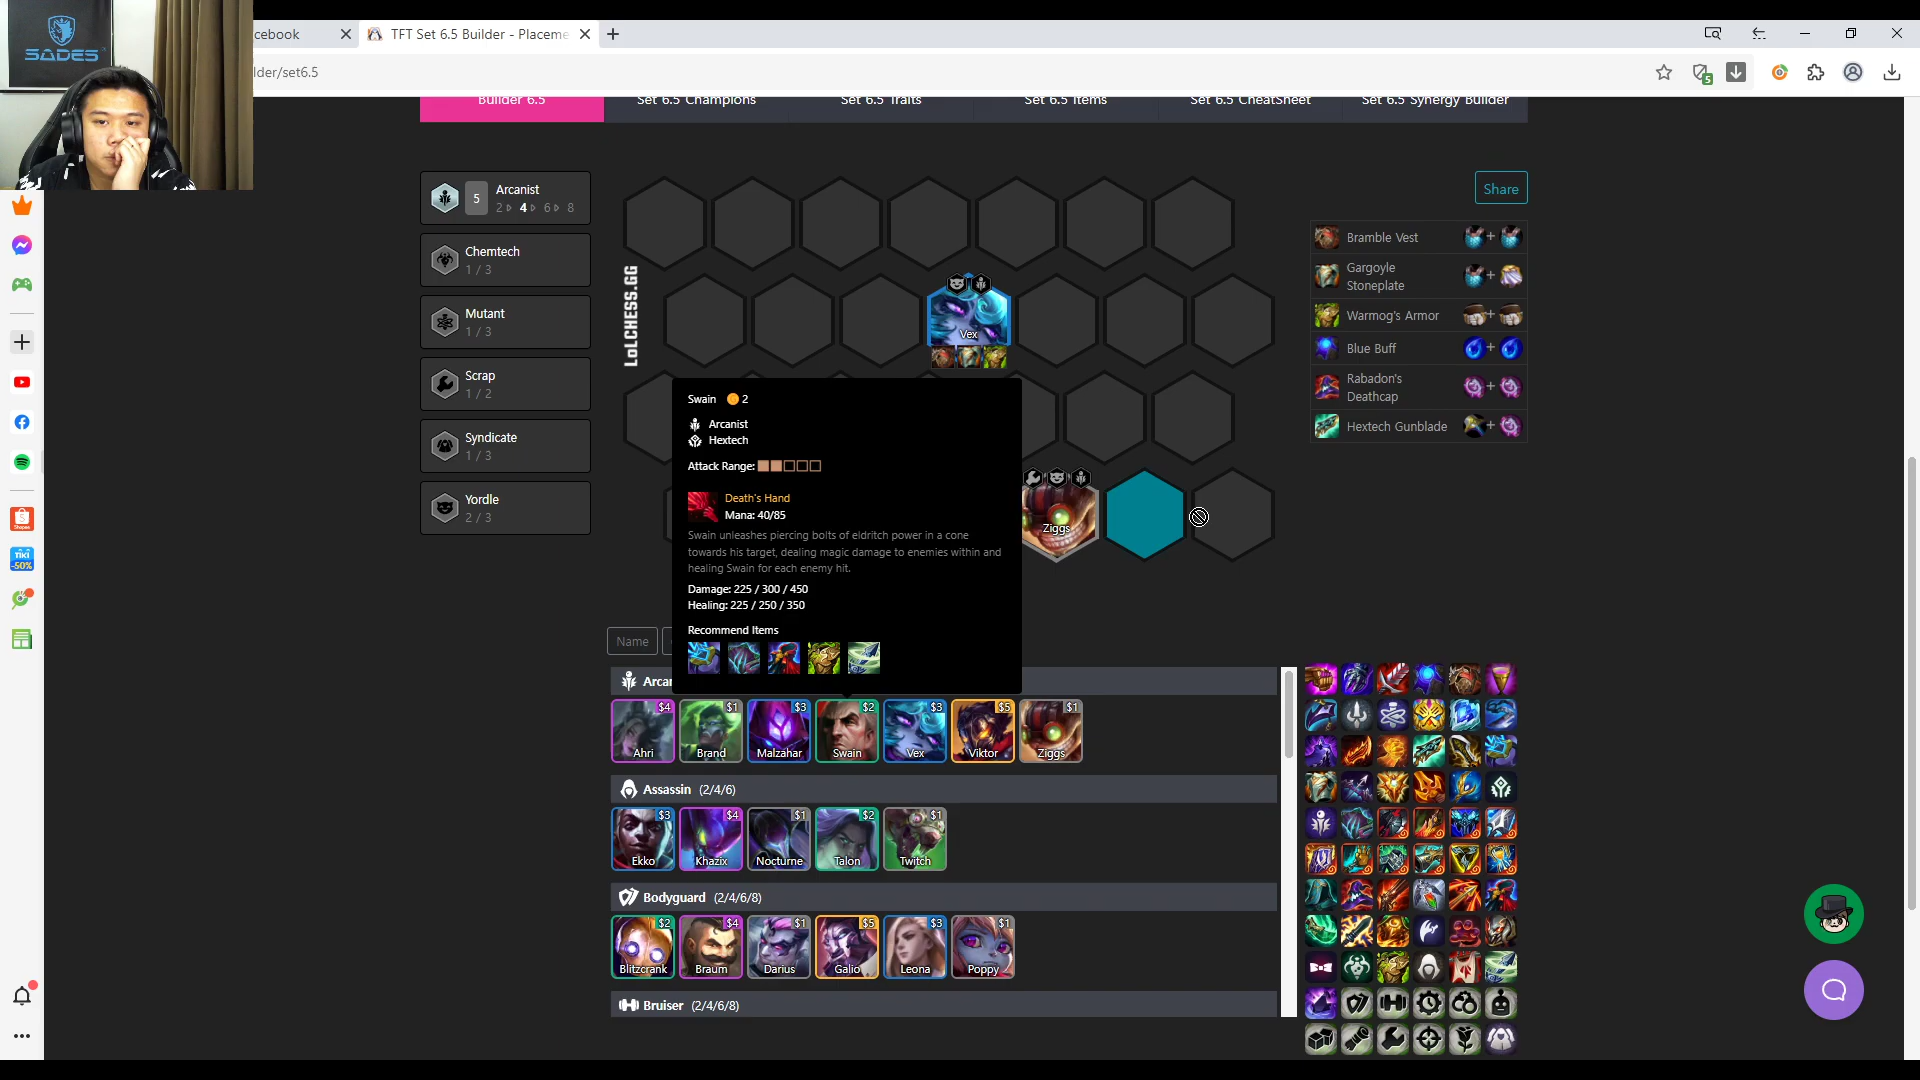 SADES
cebook
TFT Set 6.5 Builder - Placeme
lder/set6.5
5
Builder 6.5
Set 6.5 Champions
Set 6.5 Traits
Set 6.5 Items
Set 6.5 CheatSheet
Set 6.5 Synergy Builder
5
Arcanist
2 4 6 8
Chemtech
1 / 3
Mutant
1 / 3
Scrap
1 / 2
Syndicate
1 / 3
Yordle
2 / 3
LoLCHESS.GG
Vex
Ziggs
Share
Bramble Vest
+
Gargoyle
Stoneplate
+
Warmog's Armor
+
Blue Buff
+
Rabadon's
Deathcap
+
Hextech Gunblade
+
Swain 2
Arcanist
Hextech
Attack Range:
Death's Hand
Mana: 40/85
Swain unleashes piercing bolts of eldritch power in a cone
towards his target, dealing magic damage to enemies within and
healing Swain for each enemy hit.
Damage: 225 / 300 / 450
Healing: 225 / 250 / 350
Recommend Items
Name
Arcan
$4 Ahri
$1 Brand
$3 Malzahar
$2 Swain
$3 Vex
$5 Viktor
$1 Ziggs
Assassin (2/4/6)
$3 Ekko
$4 Khazix
$1 Nocturne
$2 Talon
$1 Twitch
Bodyguard (2/4/6/8)
$2 Blitzcrank
$4 Braum
$1 Darius
$5 Galio
$3 Leona
$1 Poppy
Bruiser (2/4/6/8)
TIKI
-50%